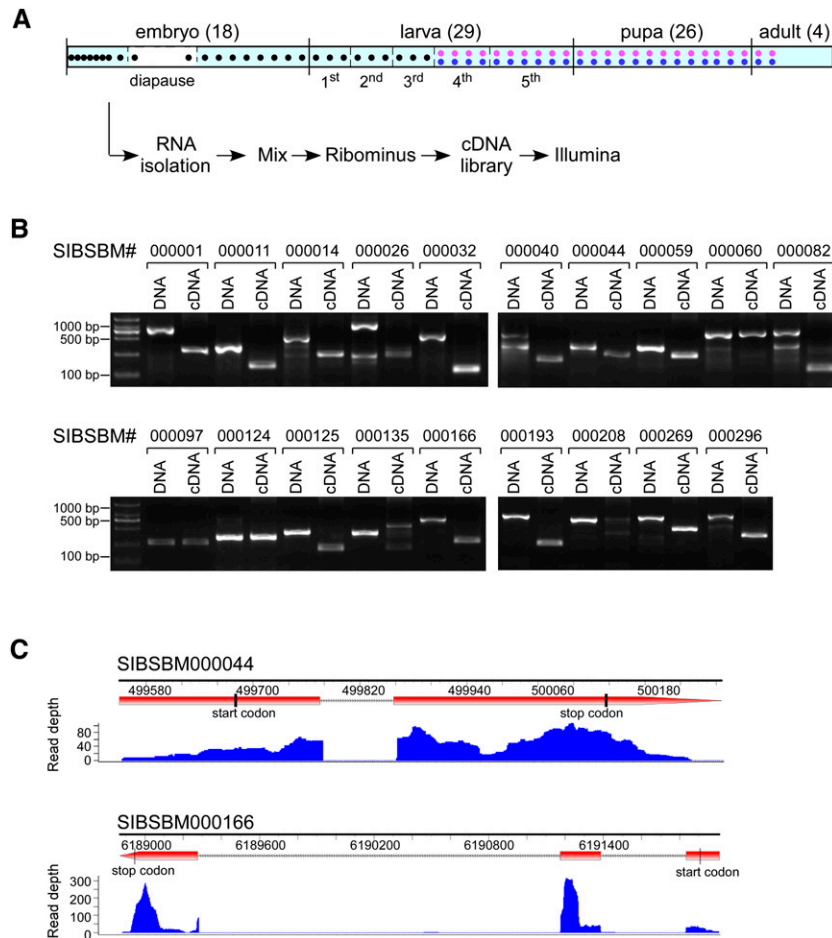 A
embryo (18) larva (29) pupa (26) adult (4)
diapause 1st 2nd 3rd 4th 5th
RNA isolation Mix Ribominus cDNA library Illumina
B
SIBSBM# 000001 000011 000014 000026 000032 000040 000044 000059 000060 000082
DNA cDNA DNA cDNA DNA cDNA DNA cDNA DNA cDNA DNA cDNA DNA cDNA DNA cDNA DNA cDNA DNA cDNA
1000 bp
500 bp
100 bp
SIBSBM# 000097 000124 000125 000135 000166 000193 000208 000269 000296
DNA cDNA DNA cDNA DNA cDNA DNA cDNA DNA cDNA DNA cDNA DNA cDNA DNA cDNA DNA cDNA
1000 bp
500 bp
100 bp
C
SIBSBM000044
499580 499700 499820 499940 500060 500180
start codon stop codon
Read depth
80
40
0
SIBSBM000166
6189000 6189600 6190200 6190800 6191400
stop codon start codon
Read depth
300
200
100
0